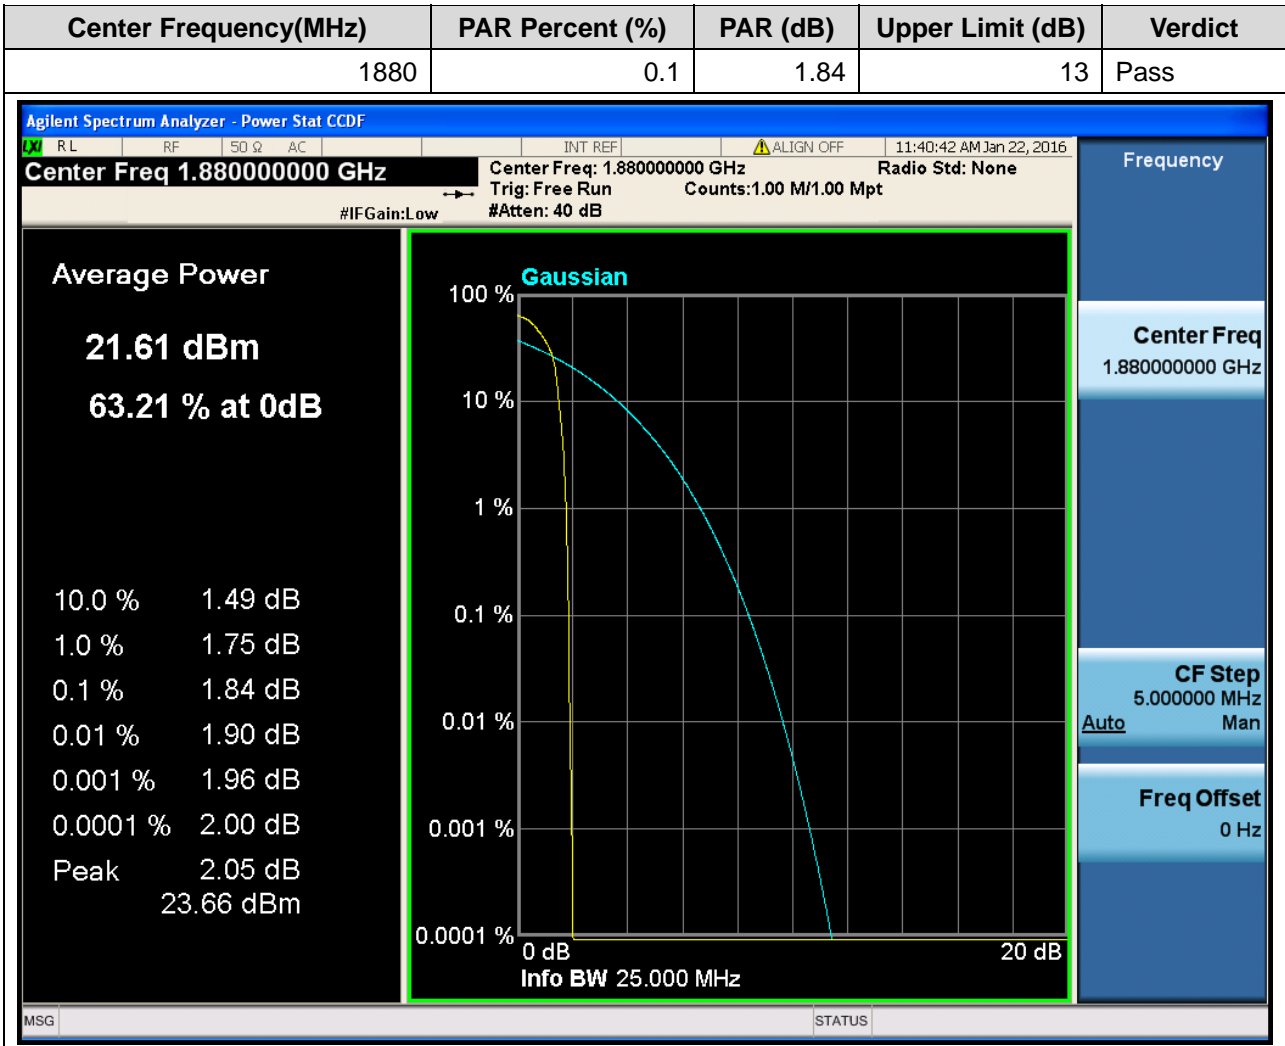 Center Frequency(MHz) PAR Percent (%) PAR (dB) Upper Limit (dB) Verdict
1880 0.1 1.84 13 Pass
Agilent Spectrum Analyzer - Power Stat CCDF
LXI RL RF 50 Ω AC INT REF ALIGN OFF 11:40:42 AM Jan 22, 2016
Center Freq 1.880000000 GHz
Center Freq: 1.880000000 GHz Radio Std: None
Trig: Free Run Counts:1.00 M/1.00 Mpt
#IFGain:Low #Atten: 40 dB
Frequency
Average Power
21.61 dBm
63.21 % at 0dB
10.0 % 1.49 dB
1.0 % 1.75 dB
0.1 % 1.84 dB
0.01 % 1.90 dB
0.001 % 1.96 dB
0.0001 % 2.00 dB
Peak 2.05 dB
23.66 dBm
Gaussian
100 %
10 %
1 %
0.1 %
0.01 %
0.001 %
0.0001 %
0 dB 20 dB
Info BW 25.000 MHz
Center Freq
1.880000000 GHz
CF Step
5.000000 MHz
Auto Man
Freq Offset
0 Hz
MSG STATUS